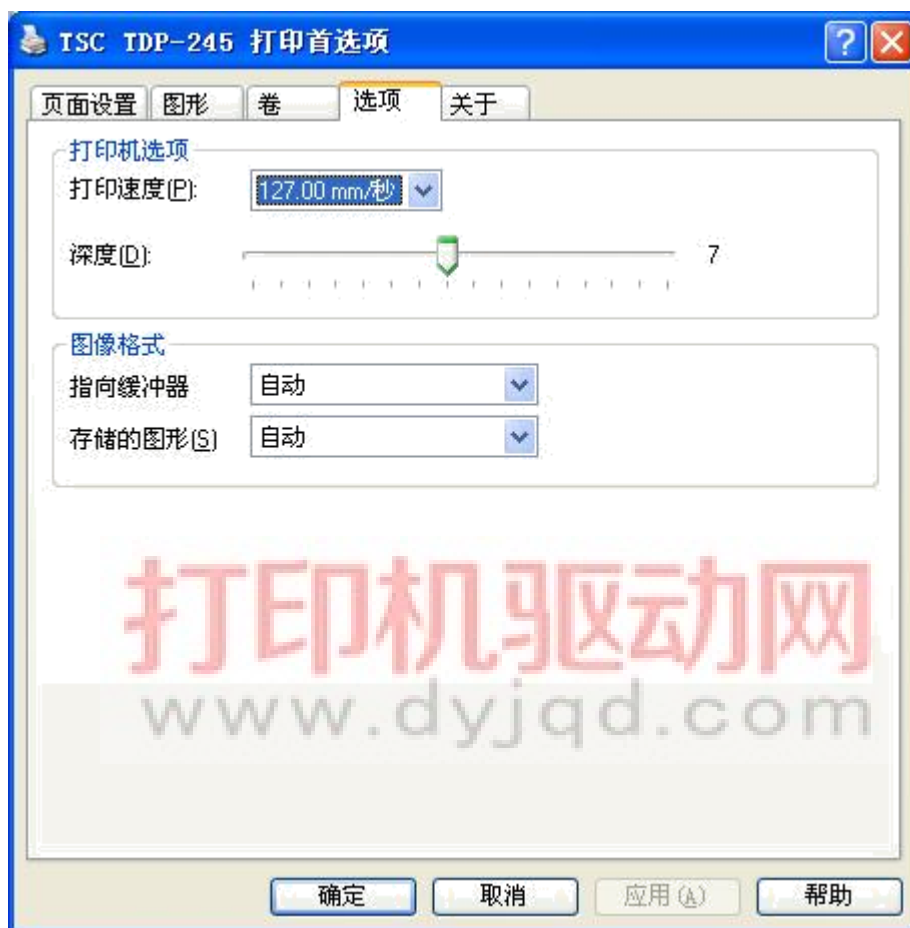 TSC TDP-245 打印首选项
页面设置 图形 卷 选项 关于
打印机选项
打印速度(P): 127.00 mm/秒
深度(D): 7
图像格式
指向缓冲器 自动
存储的图形(S) 自动
打印机驱动网
www.dyjqd.com
确定 取消 应用(A) 帮助